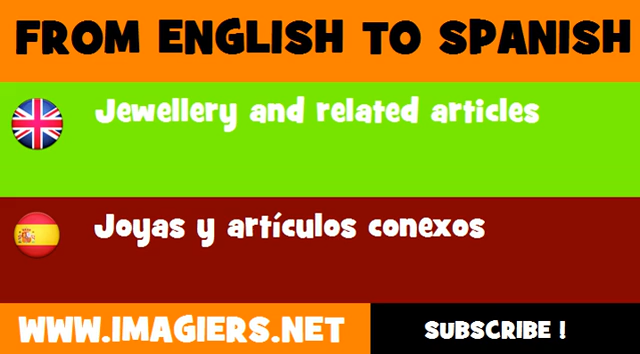 FROM ENGLISH TO SPANISH
Jewellery and related articles
Joyas y artículos conexos
WWW.IMAGIERS.NET
SUBSCRIBE !